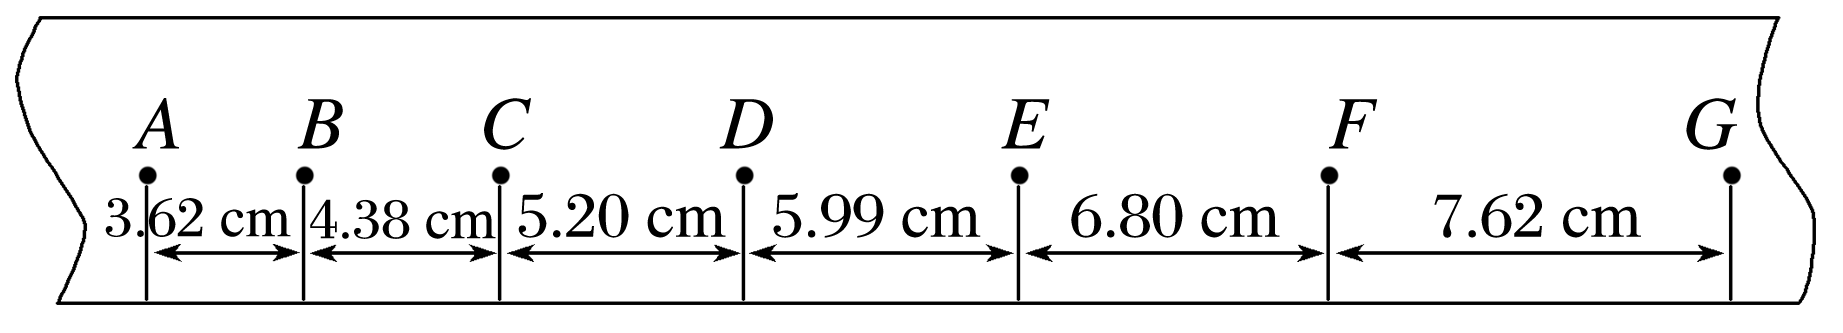 A B C D E F G
3.62 cm 4.38 cm 5.20 cm 5.99 cm 6.80 cm 7.62 cm